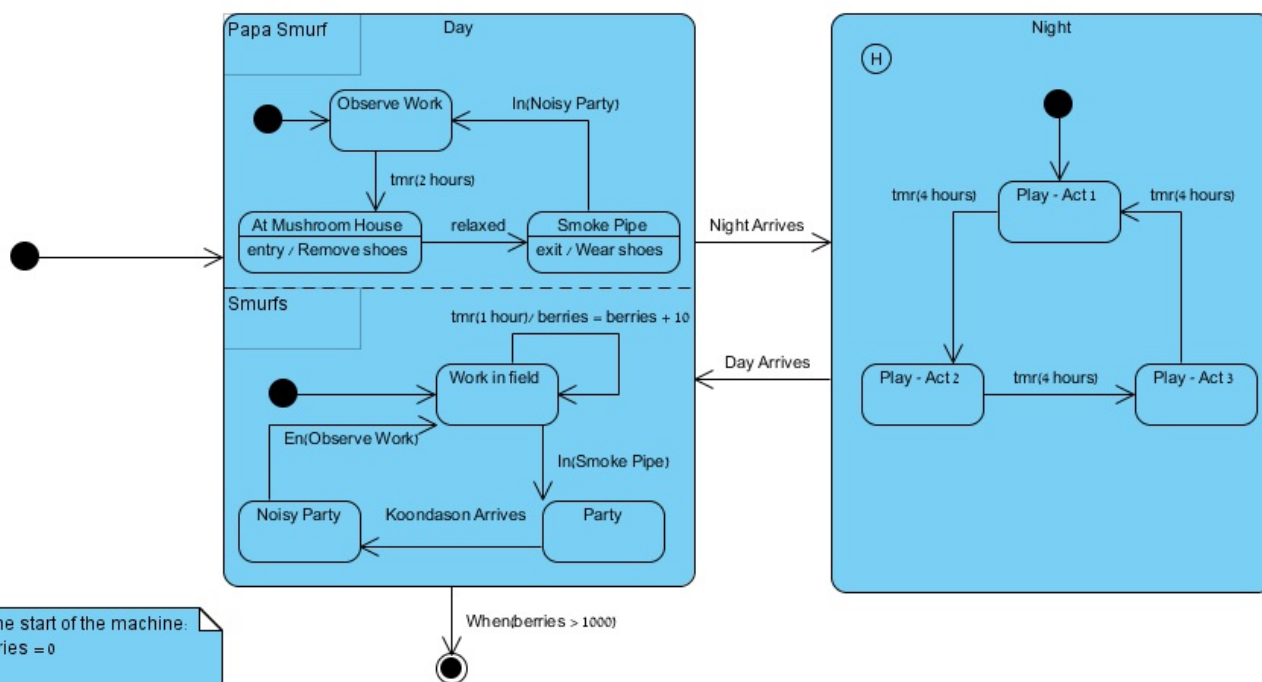 Papa Smurf
Day
Observe Work
In(Noisy Party)
tmr(2 hours)
At Mushroom House
entry / Remove shoes
relaxed
Smoke Pipe
exit / Wear shoes
Smurfs
tmr(1 hour)/ berries = berries + 10
Work in field
En(Observe Work)
In(Smoke Pipe)
Noisy Party
Koondason Arrives
Party
Night Arrives
Day Arrives
Night
H
Play - Act 1
tmr(4 hours)
tmr(4 hours)
Play - Act 2
tmr(4 hours)
Play - Act 3
When(berries > 1000)
he start of the machine:
ries = 0